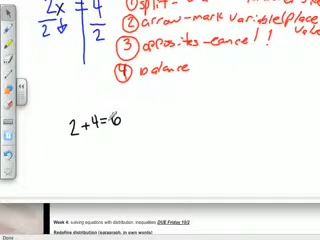 2x = 4
2 2
① split -
② arrow - mark variable/place
③ opposites - cancel!!
④ balance
2 + 4 = 6
Week 4: solving equations with distribution, inequalities DUE Friday 10/2
Redefine distribution (paragraph, in own words)
Done